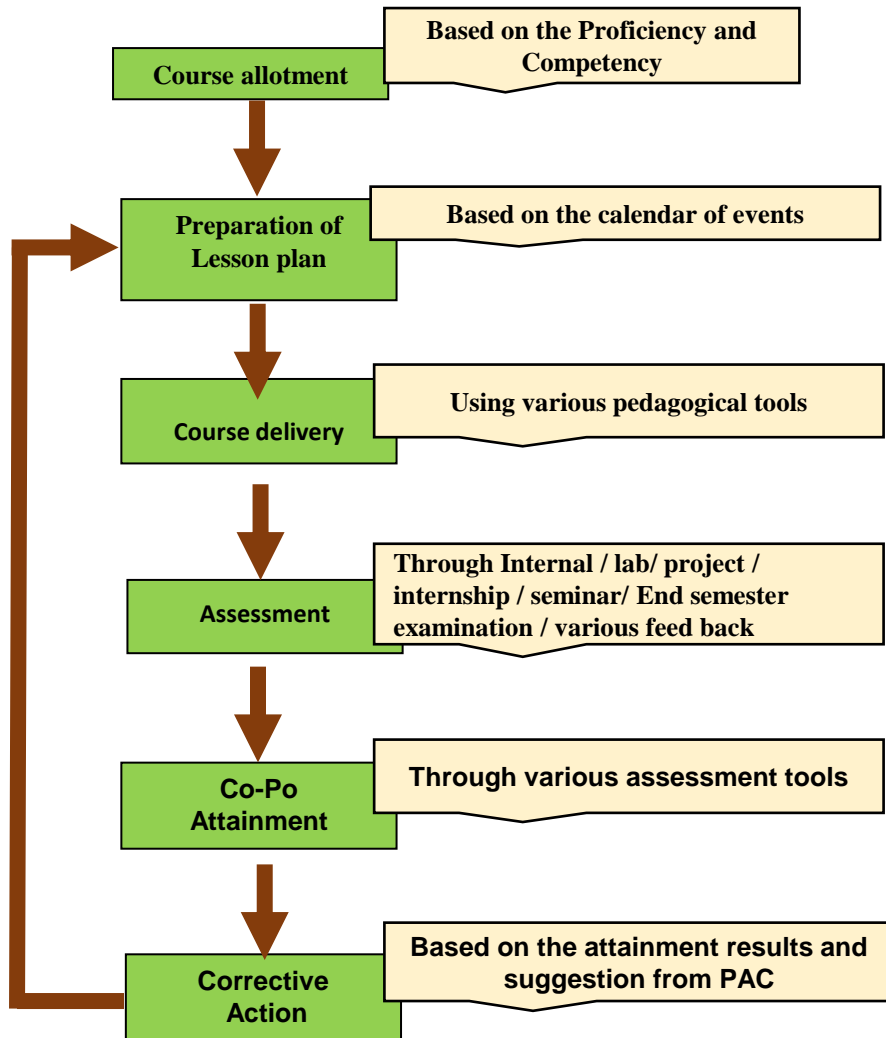 Based on the Proficiency and
Competency
Course allotment
Preparation of
Lesson plan
Based on the calendar of events
Course delivery
Using various pedagogical tools
Assessment
Through Internal / lab/ project /
internship / seminar/ End semester
examination / various feed back
Co-Po
Attainment
Through various assessment tools
Corrective
Action
Based on the attainment results and
suggestion from PAC